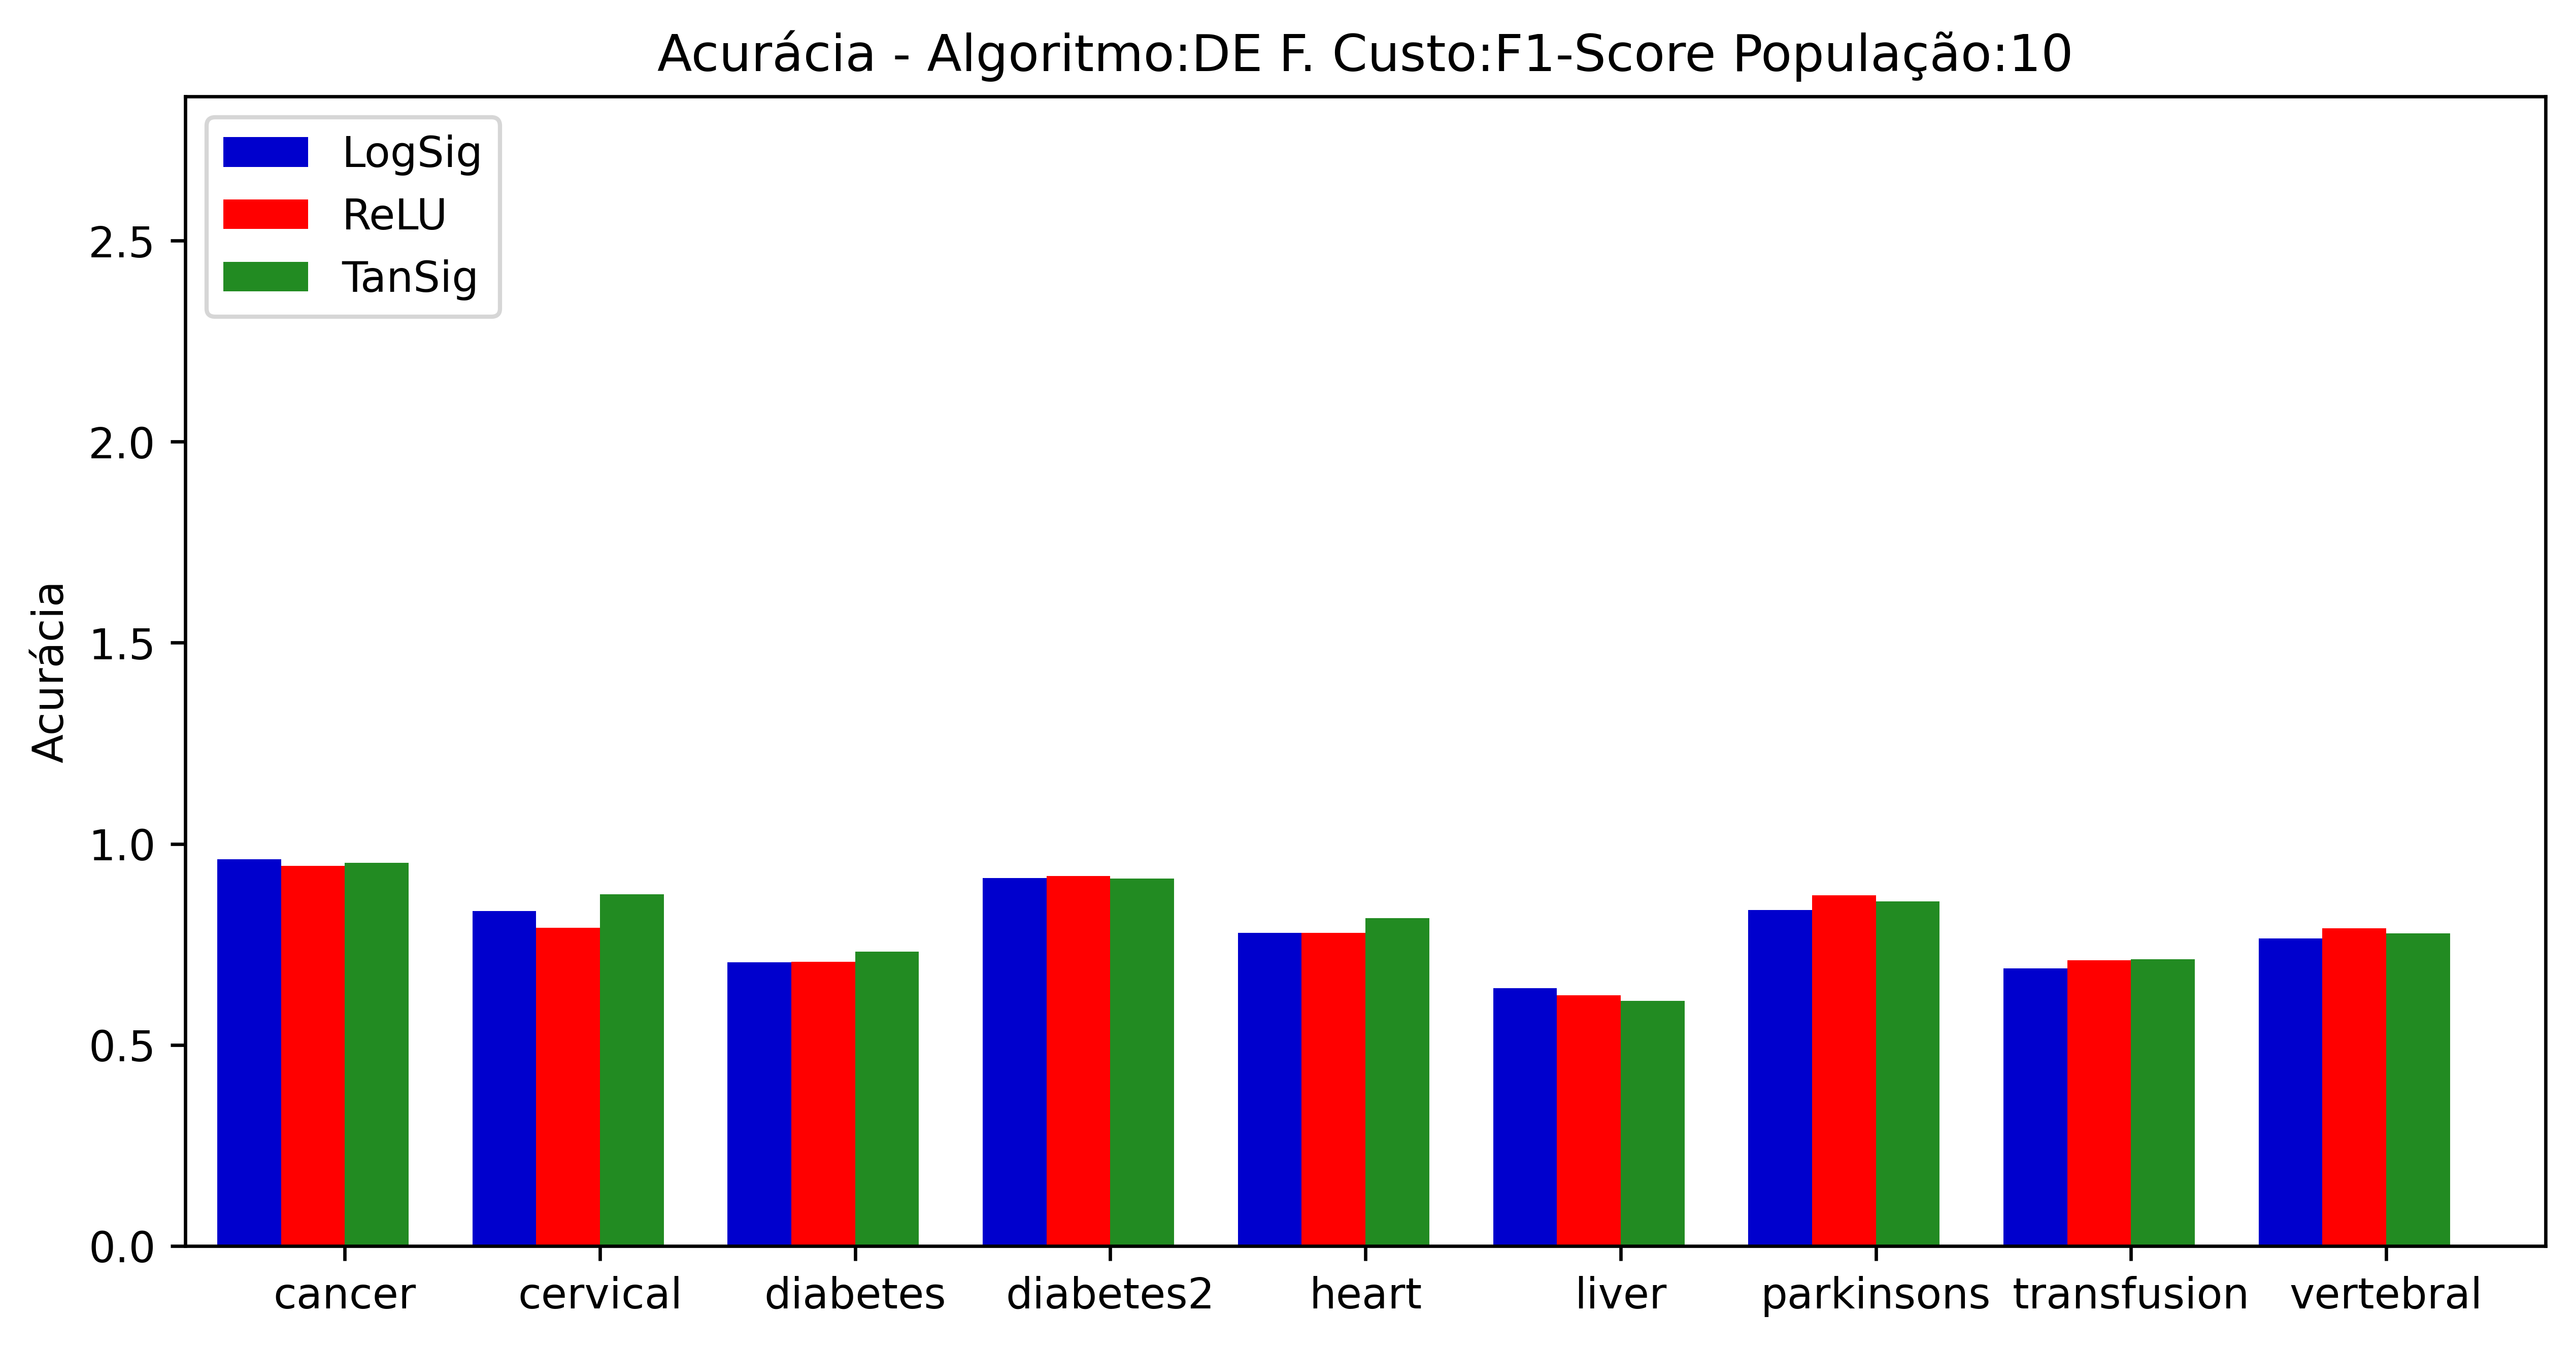 Acurácia - Algoritmo:DE F. Custo:F1-Score População:10
LogSig
ReLU
TanSig
Acurácia
2.5
2.0
1.5
1.0
0.5
0.0
cancer cervical diabetes diabetes2 heart liver parkinsons transfusion vertebral